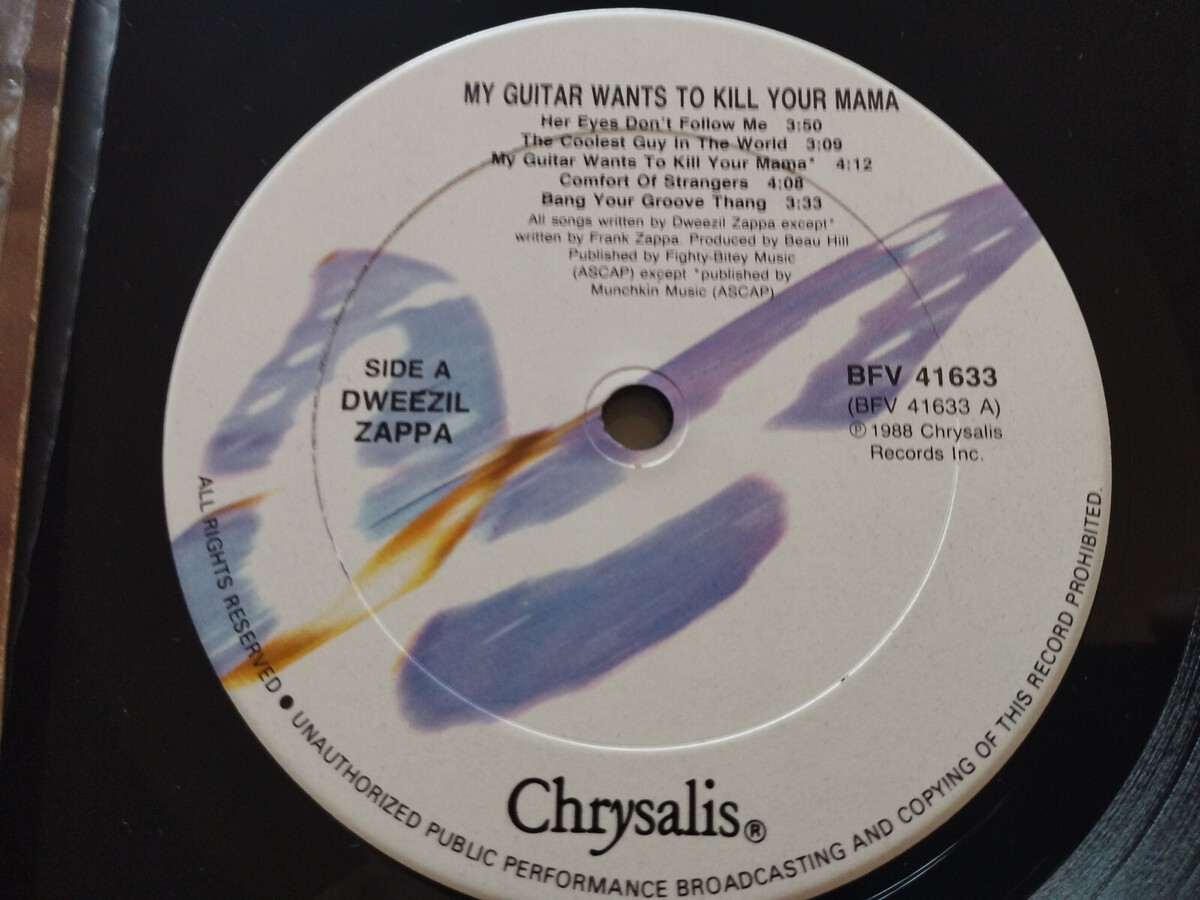 MY GUITAR WANTS TO KILL YOUR MAMA
Her Eyes Don't Follow Me 3:50
The Coolest Guy In The World 3:09
My Guitar Wants To Kill Your Mama* 4:12
Comfort Of Strangers 4:08
Bang Your Groove Thang 3:33
All songs written by Dweezil Zappa except*
written by Frank Zappa. Produced by Beau Hill
Published by Fighty-Bitey Music
(ASCAP) except *published by
Munchkin Music (ASCAP)
SIDE A
DWEEZIL
ZAPPA
BFV 41633
(BFV 41633 A)
℗ 1988 Chrysalis
Records Inc.
Chrysalis®
ALL RIGHTS RESERVED ● UNAUTHORIZED PUBLIC PERFORMANCE BROADCASTING AND COPYING OF THIS RECORD PROHIBITED.